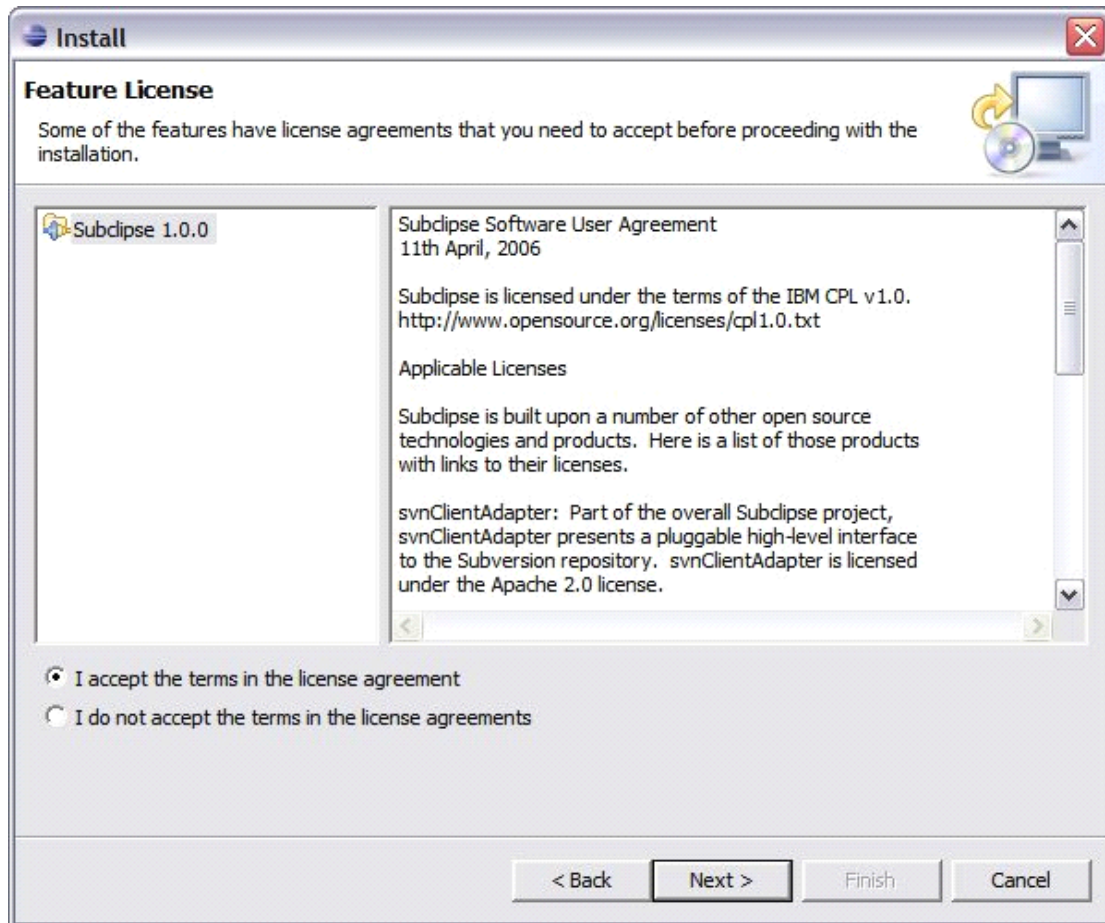 Install
Feature License
Some of the features have license agreements that you need to accept before proceeding with the
installation.
Subclipse 1.0.0
Subclipse Software User Agreement
11th April, 2006
Subclipse is licensed under the terms of the IBM CPL v1.0.
http://www.opensource.org/licenses/cpl1.0.txt
Applicable Licenses
Subclipse is built upon a number of other open source
technologies and products.  Here is a list of those products
with links to their licenses.
svnClientAdapter:  Part of the overall Subclipse project,
svnClientAdapter presents a pluggable high-level interface
to the Subversion repository.  svnClientAdapter is licensed
under the Apache 2.0 license.
I accept the terms in the license agreement
I do not accept the terms in the license agreements
< Back
Next >
Finish
Cancel